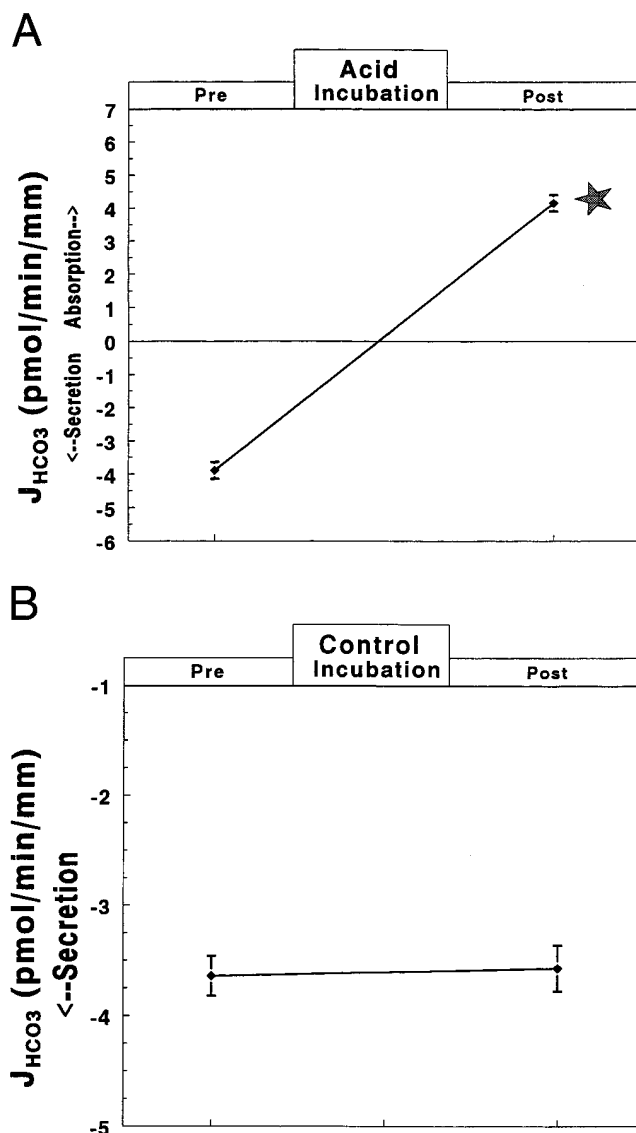 A
Acid
Incubation
Pre
Post
7
6
5
4
3
2
1
0
-1
-2
-3
-4
-5
-6
J_HCO3 (pmol/min/mm)
<--Secretion Absorption-->
B
Control
Incubation
Pre
Post
-1
-2
-3
-4
-5
JHCO3 (pmol/min/mm)
<--Secretion